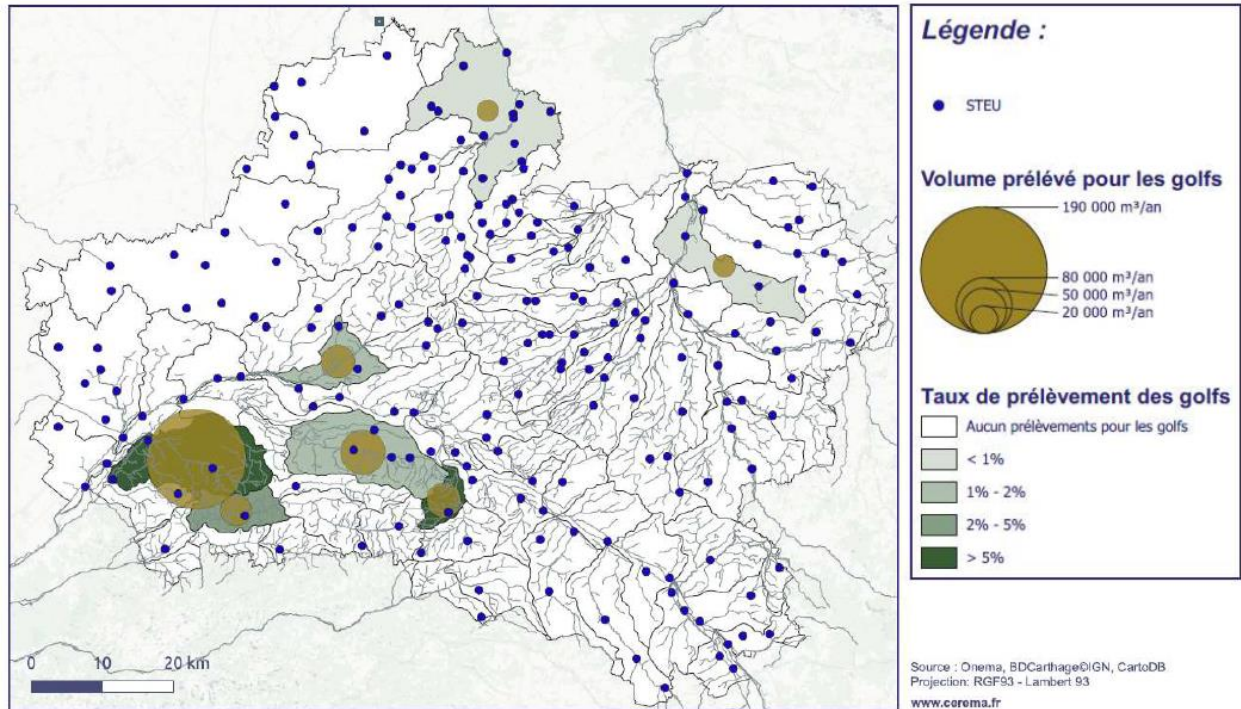 Légende :
STEU
Volume prélévé pour les golfs
190 000 m³/an
80 000 m³/an
50 000 m³/an
20 000 m³/an
Taux de prélèvement des golfs
Aucun prélèvements pour les golfs
< 1%
1% - 2%
2% - 5%
> 5%
0 10 20 km
Source : Onema, BDCarthage©IGN, CartoDB
Projection: RGF93 - Lambert 93
www.cerema.fr